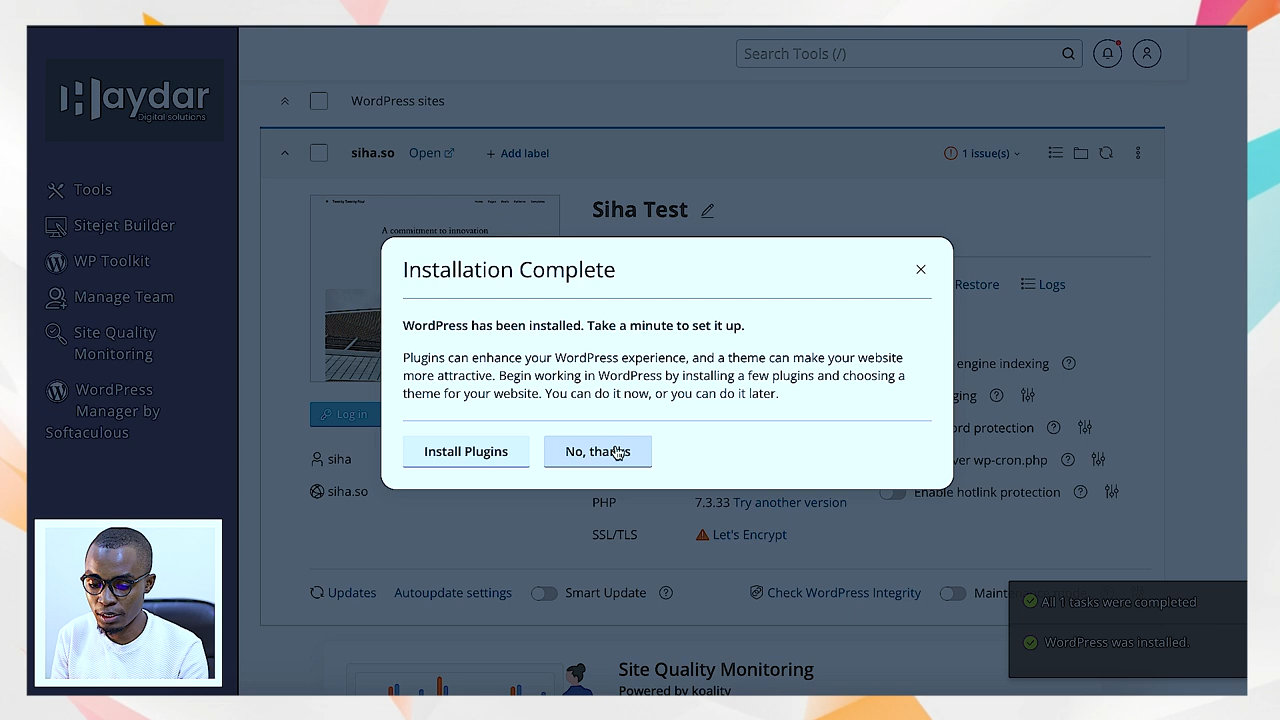 Haydar
Digital solutions
Search Tools (/)
Tools
Sitejet Builder
WP Toolkit
Manage Team
Site Quality
Monitoring
WordPress
Manager by
Softaculous
WordPress sites
siha.so Open + Add label 1 issue(s)
A commitment to innovation
Siha Test
Installation Complete
WordPress has been installed. Take a minute to set it up.
Plugins can enhance your WordPress experience, and a theme can make your website
more attractive. Begin working in WordPress by installing a few plugins and choosing a
theme for your website. You can do it now, or you can do it later.
Install Plugins No, thanks
Restore Logs
engine indexing
Log in
wp-cron.php
siha
siha.so
Enable hotlink protection
PHP 7.3.33 Try another version
SSL/TLS Let's Encrypt
Updates Autoupdate settings Smart Update Check WordPress Integrity
All 1 tasks were completed
WordPress was installed.
Site Quality Monitoring
Powered by koality